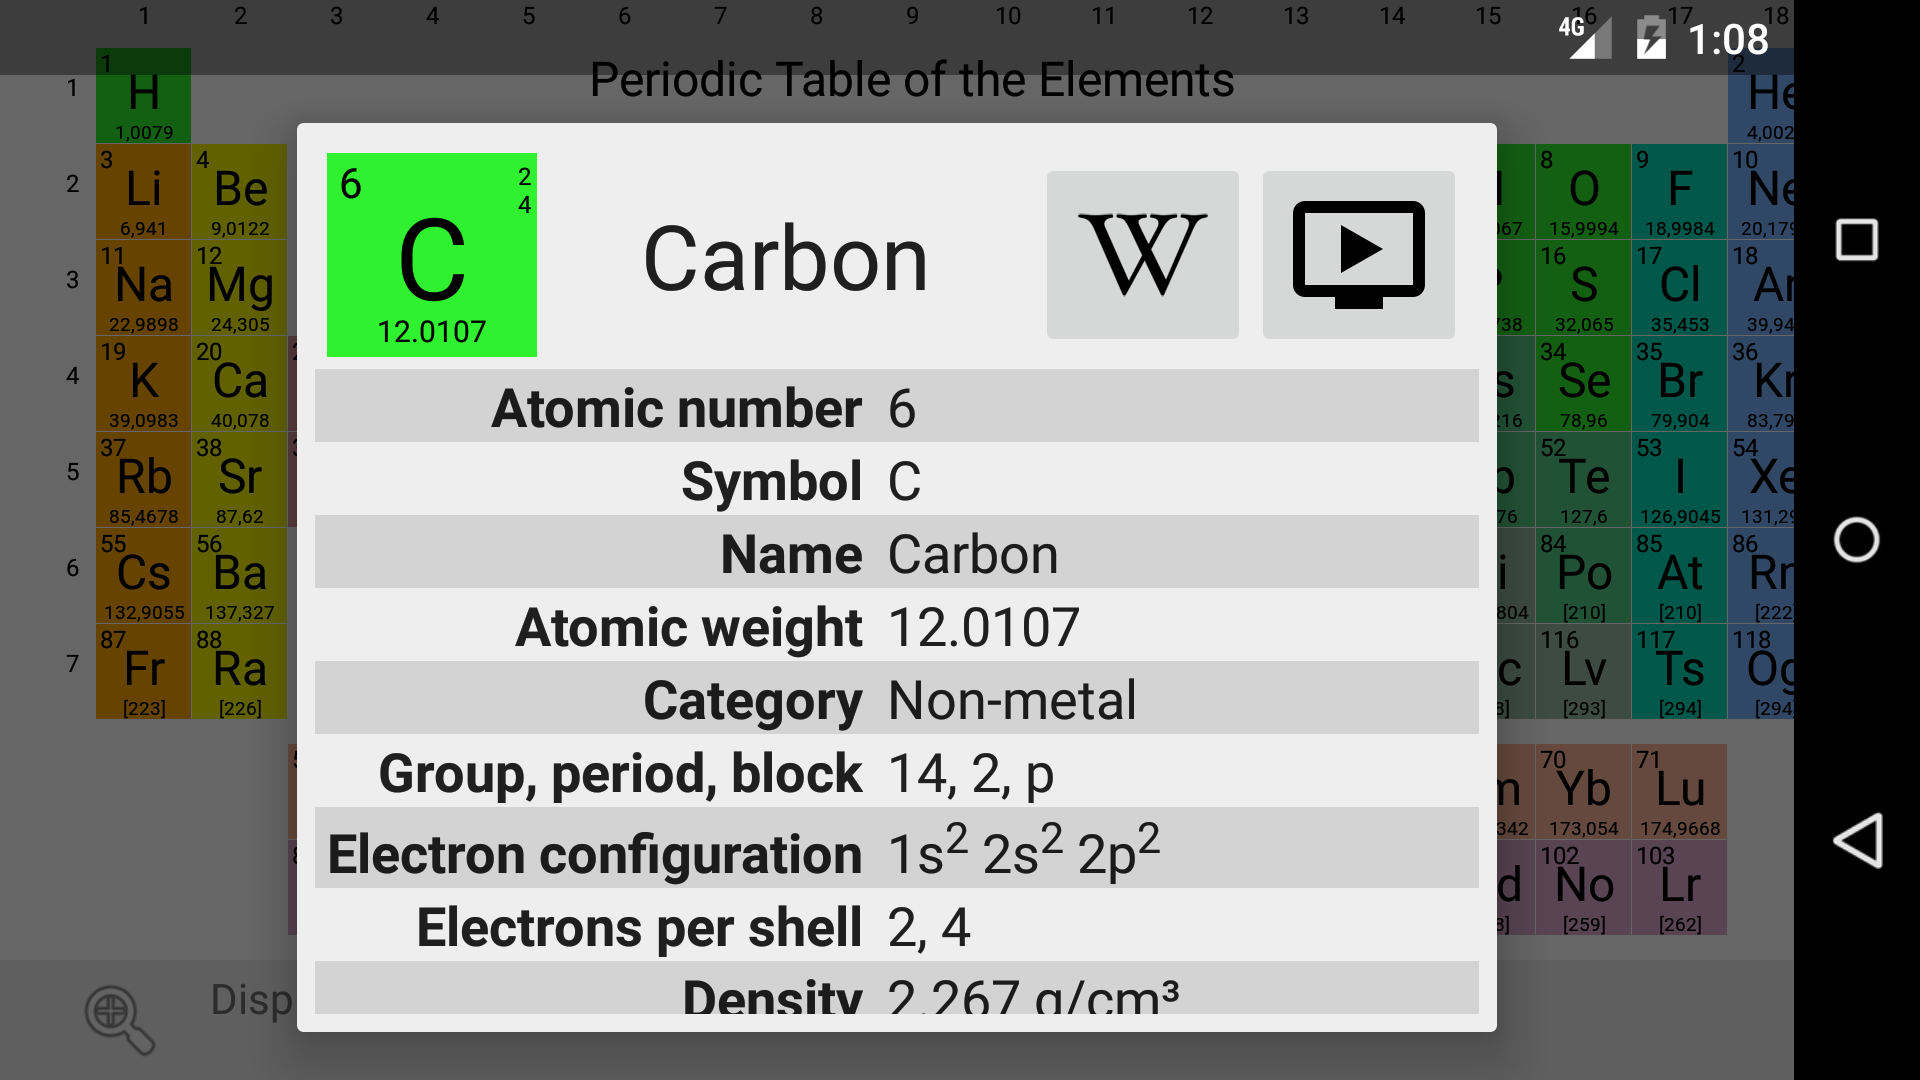 1 2 3 4 5 6 7 8 9 10 11 12 13 14 15 16 17 18
4G 1:08
Periodic Table of the Elements
1 1 H 1,0079 2 He 4,002
2 3 Li 6,941 4 Be 9,0122 8 O 15,9994 9 F 18,9984 10 Ne 20,179
3 11 Na 22,9898 12 Mg 24,305 16 S 32,065 17 Cl 35,453 18 Ar 39,94
4 19 K 39,0983 20 Ca 40,078 34 Se 78,96 35 Br 79,904 36 Kr 83,79
5 37 Rb 85,4678 38 Sr 87,62 52 Te 127,6 53 I 126,9045 54 Xe 131,29
6 55 Cs 132,9055 56 Ba 137,327 84 Po [210] 85 At [210] 86 Rn [222]
7 87 Fr [223] 88 Ra [226] 116 Lv [293] 117 Ts [294] 118 Og [294
70 Yb 173,054 71 Lu 174,9668
102 No [259] 103 Lr [262]
6 2
4
C
12.0107
Carbon
W
Atomic number 6
Symbol C
Name Carbon
Atomic weight 12.0107
Category Non-metal
Group, period, block 14, 2, p
Electron configuration 1s² 2s² 2p²
Electrons per shell 2, 4
Density 2.267 g/cm³
Disp